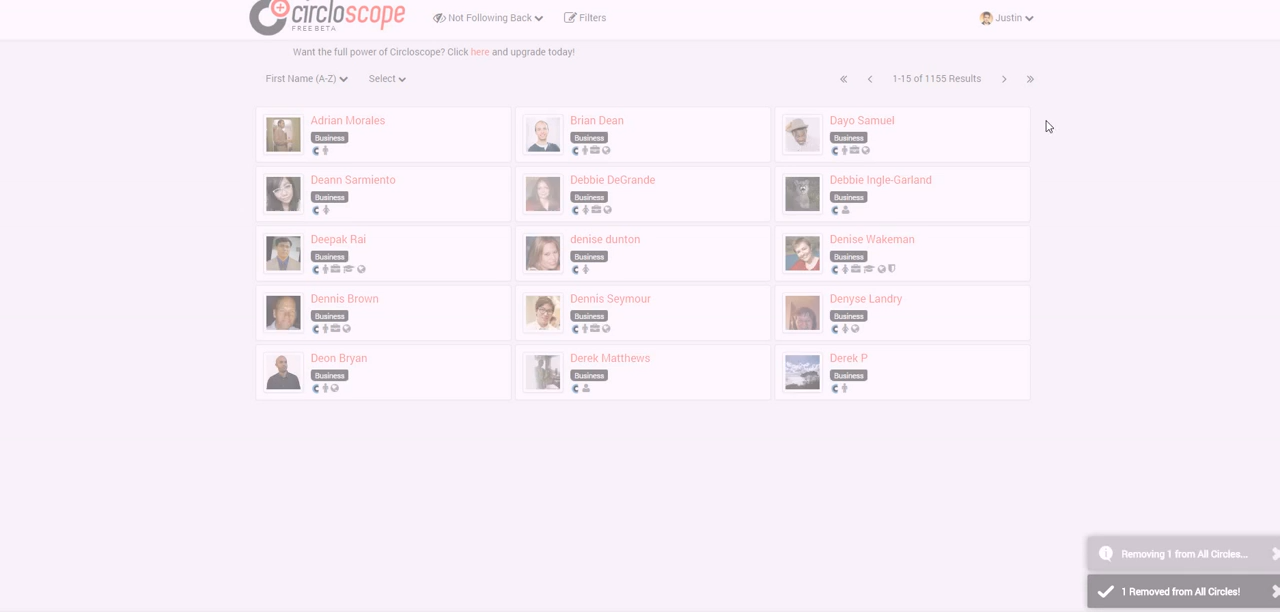 circloscope
FREE BETA
Not Following Back
Filters
Justin
Want the full power of Circloscope? Click here and upgrade today!
First Name (A-Z)
Select
« ‹ 1-15 of 1155 Results › »
Adrian Morales
Business
Brian Dean
Business
Dayo Samuel
Business
Deann Sarmiento
Business
Debbie DeGrande
Business
Debbie Ingle-Garland
Business
Deepak Rai
Business
denise dunton
Business
Denise Wakeman
Business
Dennis Brown
Business
Dennis Seymour
Business
Denyse Landry
Business
Deon Bryan
Business
Derek Matthews
Business
Derek P
Business
Removing 1 from All Circles...
1 Removed from All Circles!